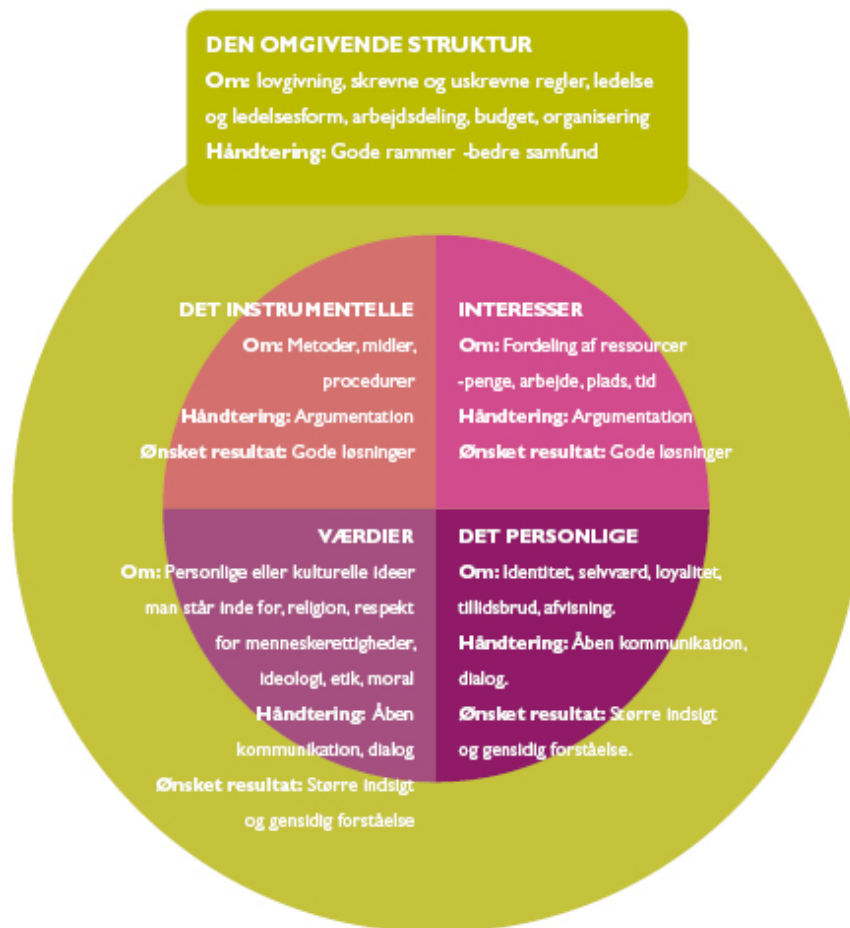 DEN OMGIVENDE STRUKTUR
Om: lovgivning, skrevne og uskrevne regler, ledelse
og ledelsesform, arbejdsdeling, budget, organisering
Håndtering: Gode rammer -bedre samfund
DET INSTRUMENTELLE
Om: Metoder, midler,
procedurer
Håndtering: Argumentation
Ønsket resultat: Gode løsninger
INTERESSER
Om: Fordeling af ressourcer
-penge, arbejde, plads, tid
Håndtering: Argumentation
Ønsket resultat: Gode løsninger
VÆRDIER
Om: Personlige eller kulturelle ideer
man står inde for, religion, respekt
for menneskerettigheder,
ideologi, etik, moral
Håndtering: Åben
kommunikation, dialog
Ønsket resultat: Større indsigt
og gensidig forståelse
DET PERSONLIGE
Om: Identitet, selvværd, loyalitet,
tillidsbrud, afvisning.
Håndtering: Åben kommunikation,
dialog.
Ønsket resultat: Større indsigt
og gensidig forståelse.